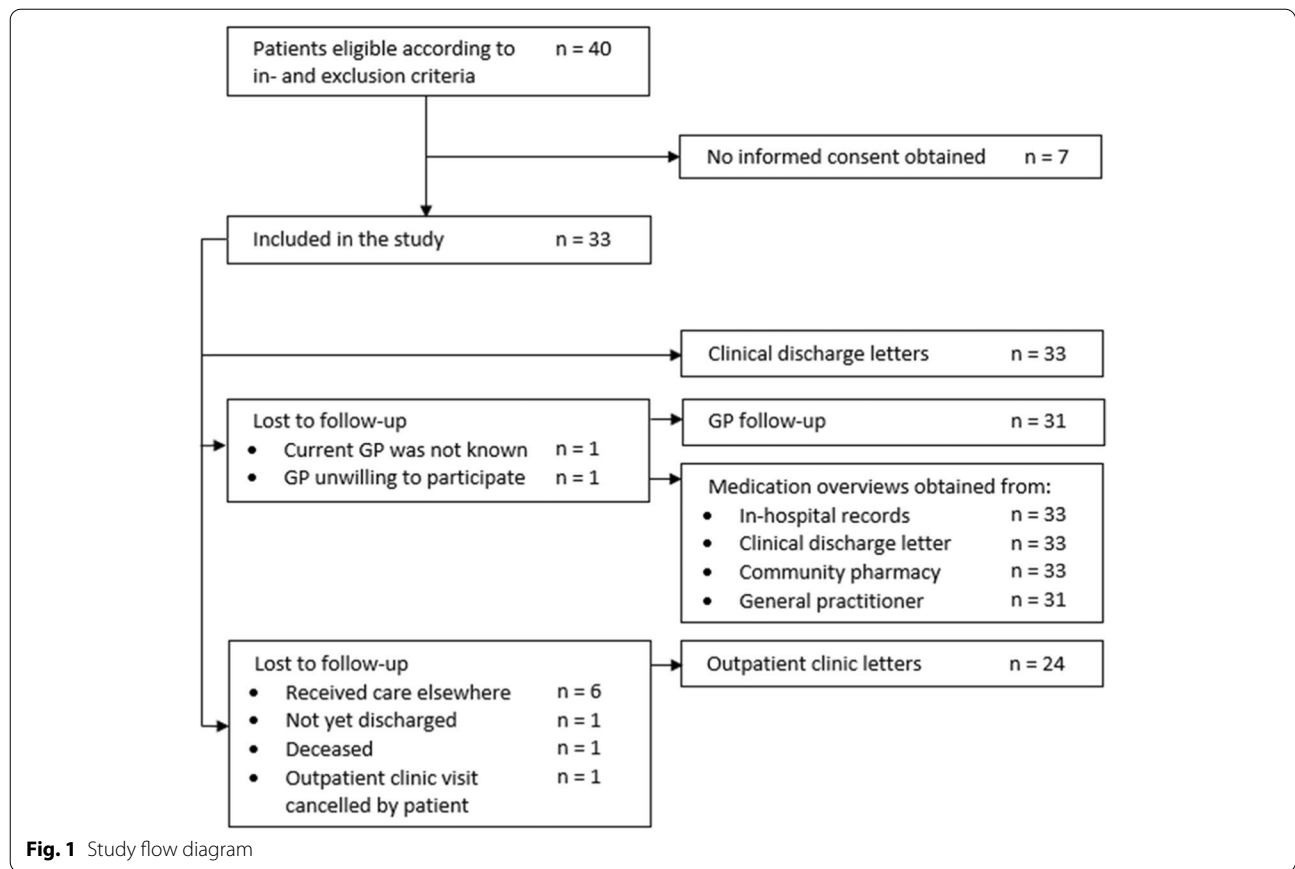 Patients eligible according to n = 40
in- and exclusion criteria
No informed consent obtained n = 7
Included in the study n = 33
Clinical discharge letters n = 33
Lost to follow-up
• Current GP was not known n = 1
• GP unwilling to participate n = 1
GP follow-up n = 31
Medication overviews obtained from:
• In-hospital records n = 33
• Clinical discharge letter n = 33
• Community pharmacy n = 33
• General practitioner n = 31
Lost to follow-up
• Received care elsewhere n = 6
• Not yet discharged n = 1
• Deceased n = 1
• Outpatient clinic visit n = 1
cancelled by patient
Outpatient clinic letters n = 24
Fig. 1 Study flow diagram